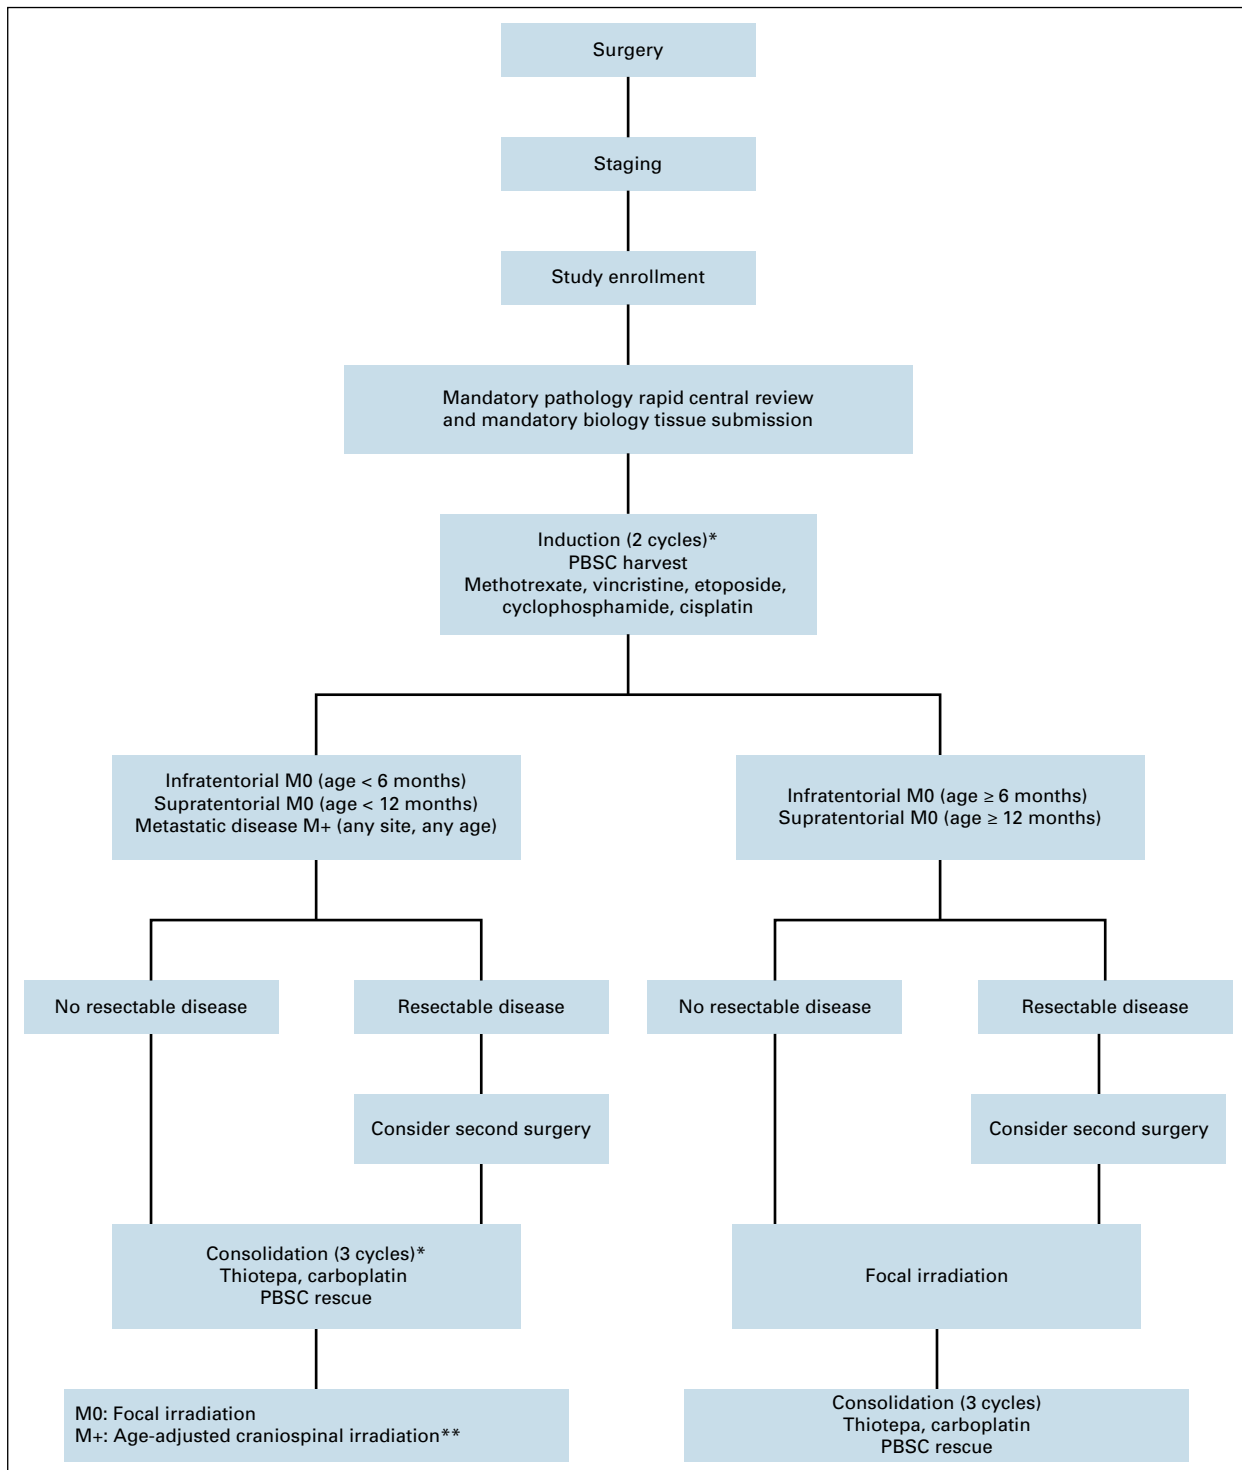 Surgery
Staging
Study enrollment
Mandatory pathology rapid central review
and mandatory biology tissue submission
Induction (2 cycles)*
PBSC harvest
Methotrexate, vincristine, etoposide,
cyclophosphamide, cisplatin
Infratentorial M0 (age < 6 months)
Supratentorial M0 (age < 12 months)
Metastatic disease M+ (any site, any age)
Infratentorial M0 (age ≥ 6 months)
Supratentorial M0 (age ≥ 12 months)
No resectable disease
Resectable disease
No resectable disease
Resectable disease
Consider second surgery
Consider second surgery
Consolidation (3 cycles)*
Thiotepa, carboplatin
PBSC rescue
Focal irradiation
M0: Focal irradiation
M+: Age-adjusted craniospinal irradiation**
Consolidation (3 cycles)
Thiotepa, carboplatin
PBSC rescue